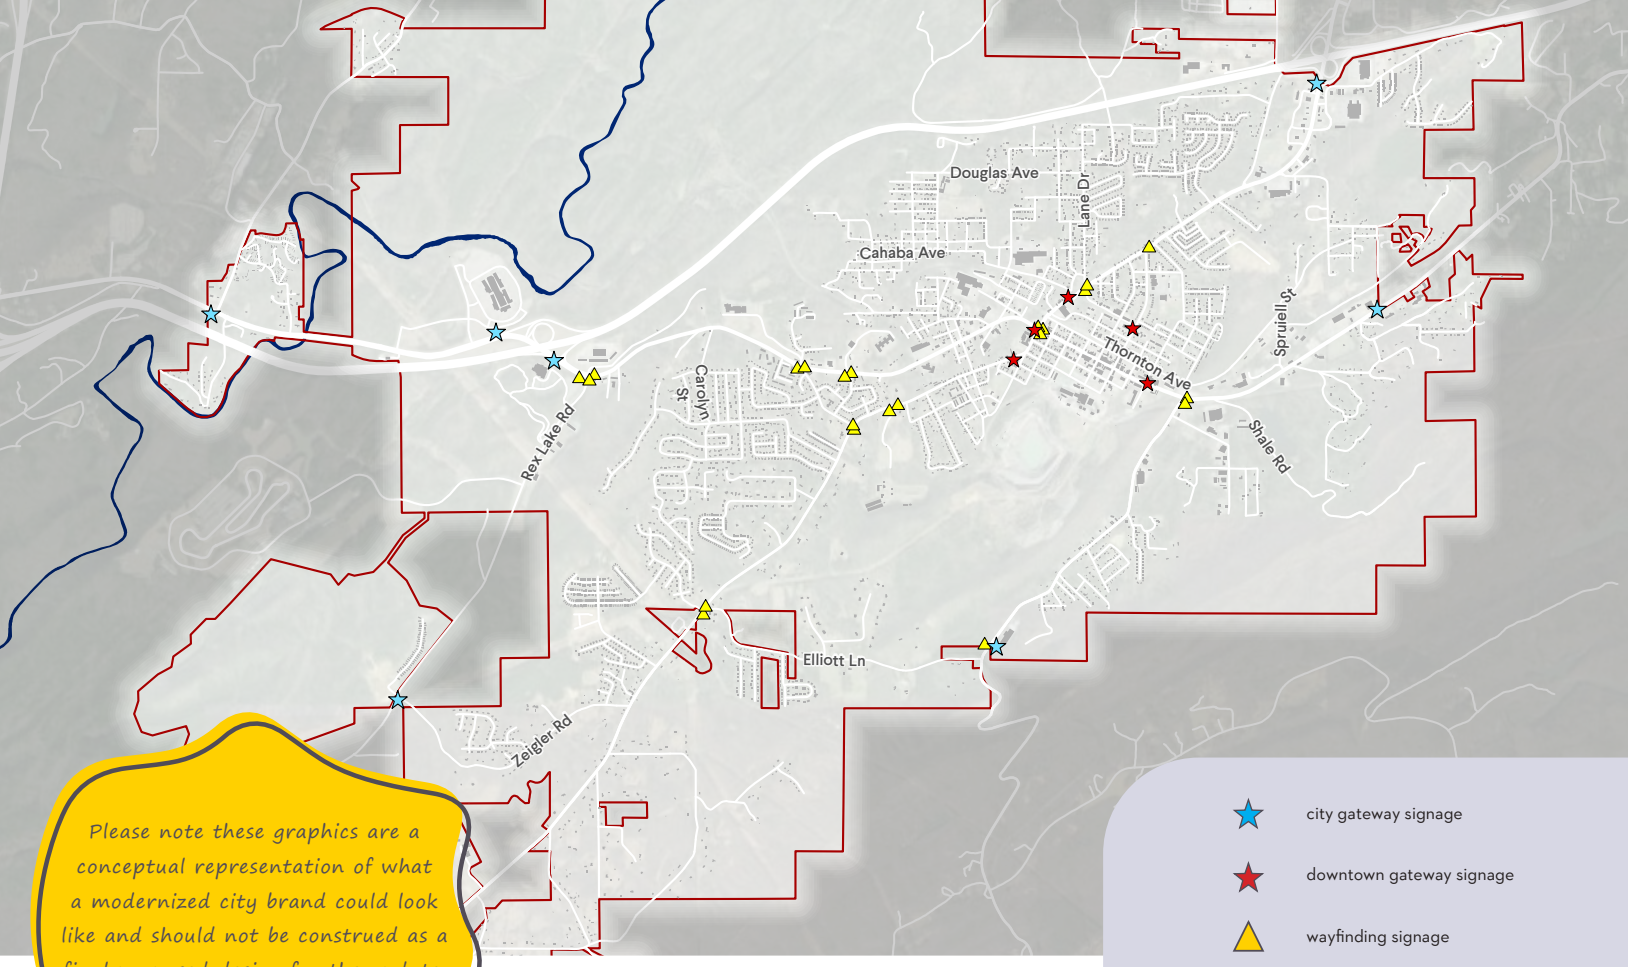 Douglas Ave
Lane Dr
Cahaba Ave
Spruiell St
Thornton Ave
Carolyn
St
Rex Lake Rd
Shale Rd
Elliott Ln
Zeigler Rd
Please note these graphics are a
conceptual representation of what
a modernized city brand could look
like and should not be construed as a
city gateway signage
downtown gateway signage
wayfinding signage